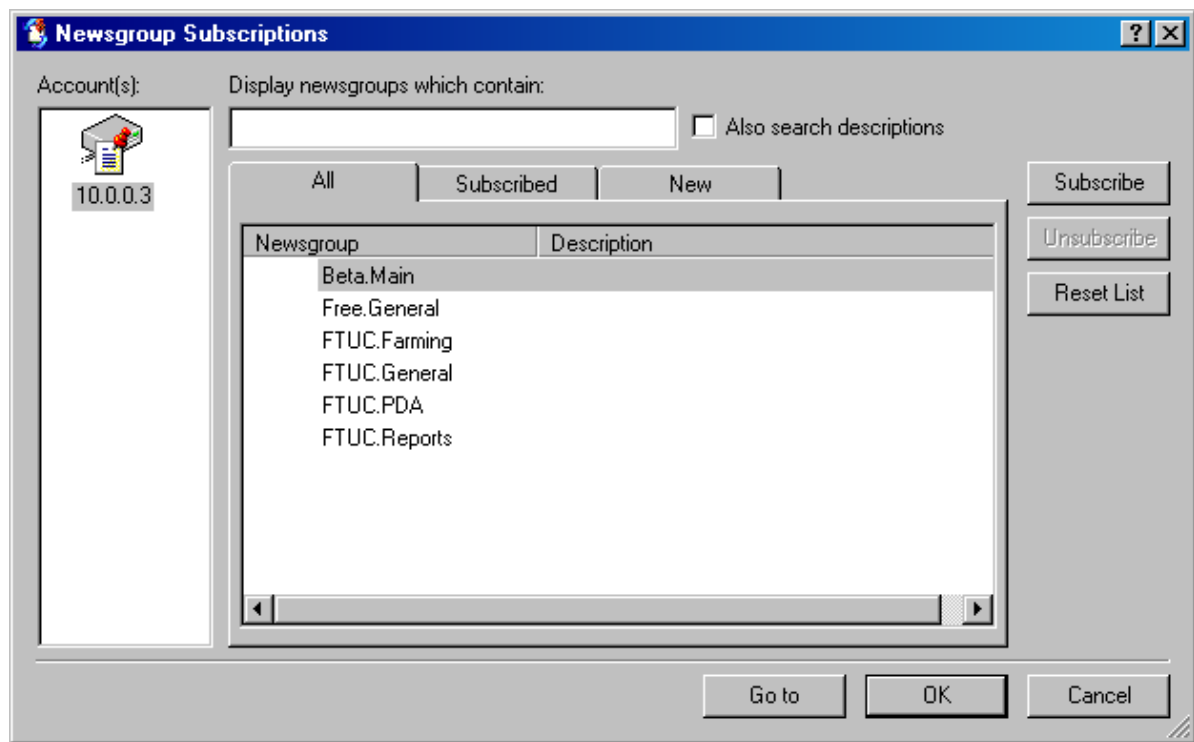 Newsgroup Subscriptions
Account(s):
Display newsgroups which contain:
Also search descriptions
10.0.0.3
All Subscribed New
Subscribe
Unsubscribe
Reset List
Newsgroup Description
Beta.Main
Free.General
FTUC.Farming
FTUC.General
FTUC.PDA
FTUC.Reports
Go to OK Cancel